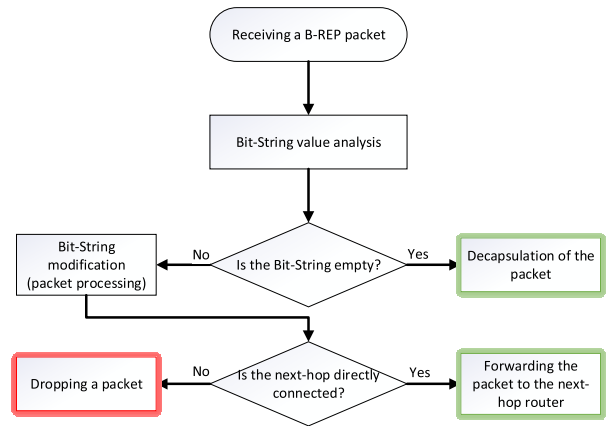 Receiving a B-REP packet
Bit-String value analysis
Bit-String
modification
(packet processing)
No
Is the Bit-String empty?
Yes
Decapsulation of the
packet
Dropping a packet
No
Is the next-hop directly
connected?
Yes
Forwarding the
packet to the next-
hop router